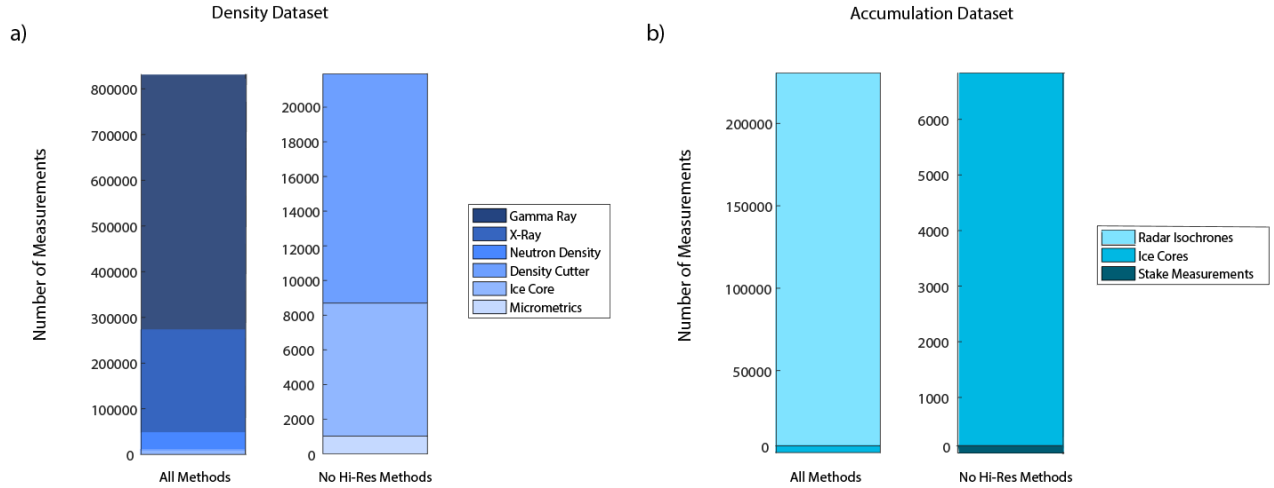 Density Dataset
a)
Number of Measurements
800000
700000
600000
500000
400000
300000
200000
100000
0
All Methods
20000
18000
16000
14000
12000
10000
8000
6000
4000
2000
0
No Hi-Res Methods
Gamma Ray
X-Ray
Neutron Density
Density Cutter
Ice Core
Micrometrics
Accumulation Dataset
b)
Number of Measurements
200000
150000
100000
50000
0
All Methods
6000
5000
4000
3000
2000
1000
0
No Hi-Res Methods
Radar Isochrones
Ice Cores
Stake Measurements